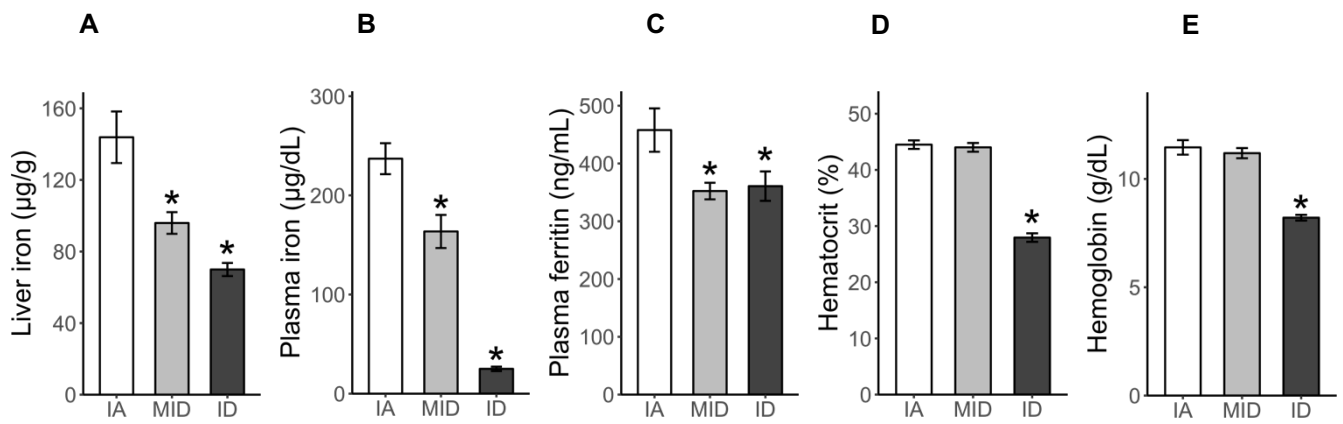 A
B
C
D
E
Liver iron (µg/g)
160
120
80
40
0
*
*
IA
MID
ID
Plasma iron (µg/dL)
300
200
100
0
*
*
IA
MID
ID
Plasma ferritin (ng/mL)
500
400
300
200
100
0
*
*
IA
MID
ID
Hematocrit (%)
50
40
30
20
10
0
*
IA
MID
ID
Hemoglobin (g/dL)
10
5
0
*
IA
MID
ID